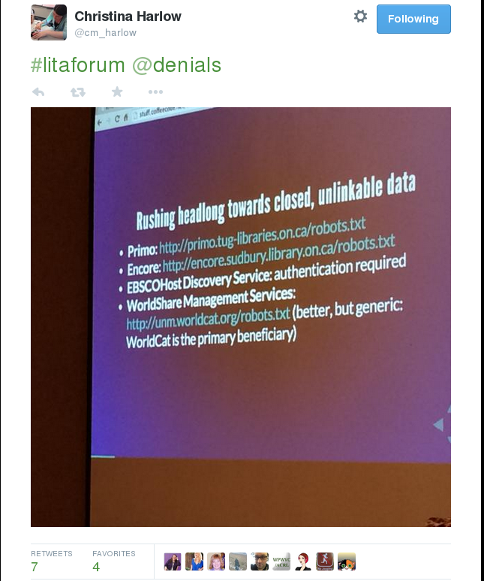 Christina Harlow
@cm_harlow
Following
#litaforum @denials
Rushing headlong towards closed, unlinkable data
• Primo: http://primo.tug-libraries.on.ca/robots.txt
• Encore: http://encore.sudbury.library.on.ca/robots.txt
• EBSCOHost Discovery Service: authentication required
• WorldShare Management Services:
http://unm.worldcat.org/robots.txt (better, but generic:
WorldCat is the primary beneficiary)
RETWEETS
FAVORITES
7
4